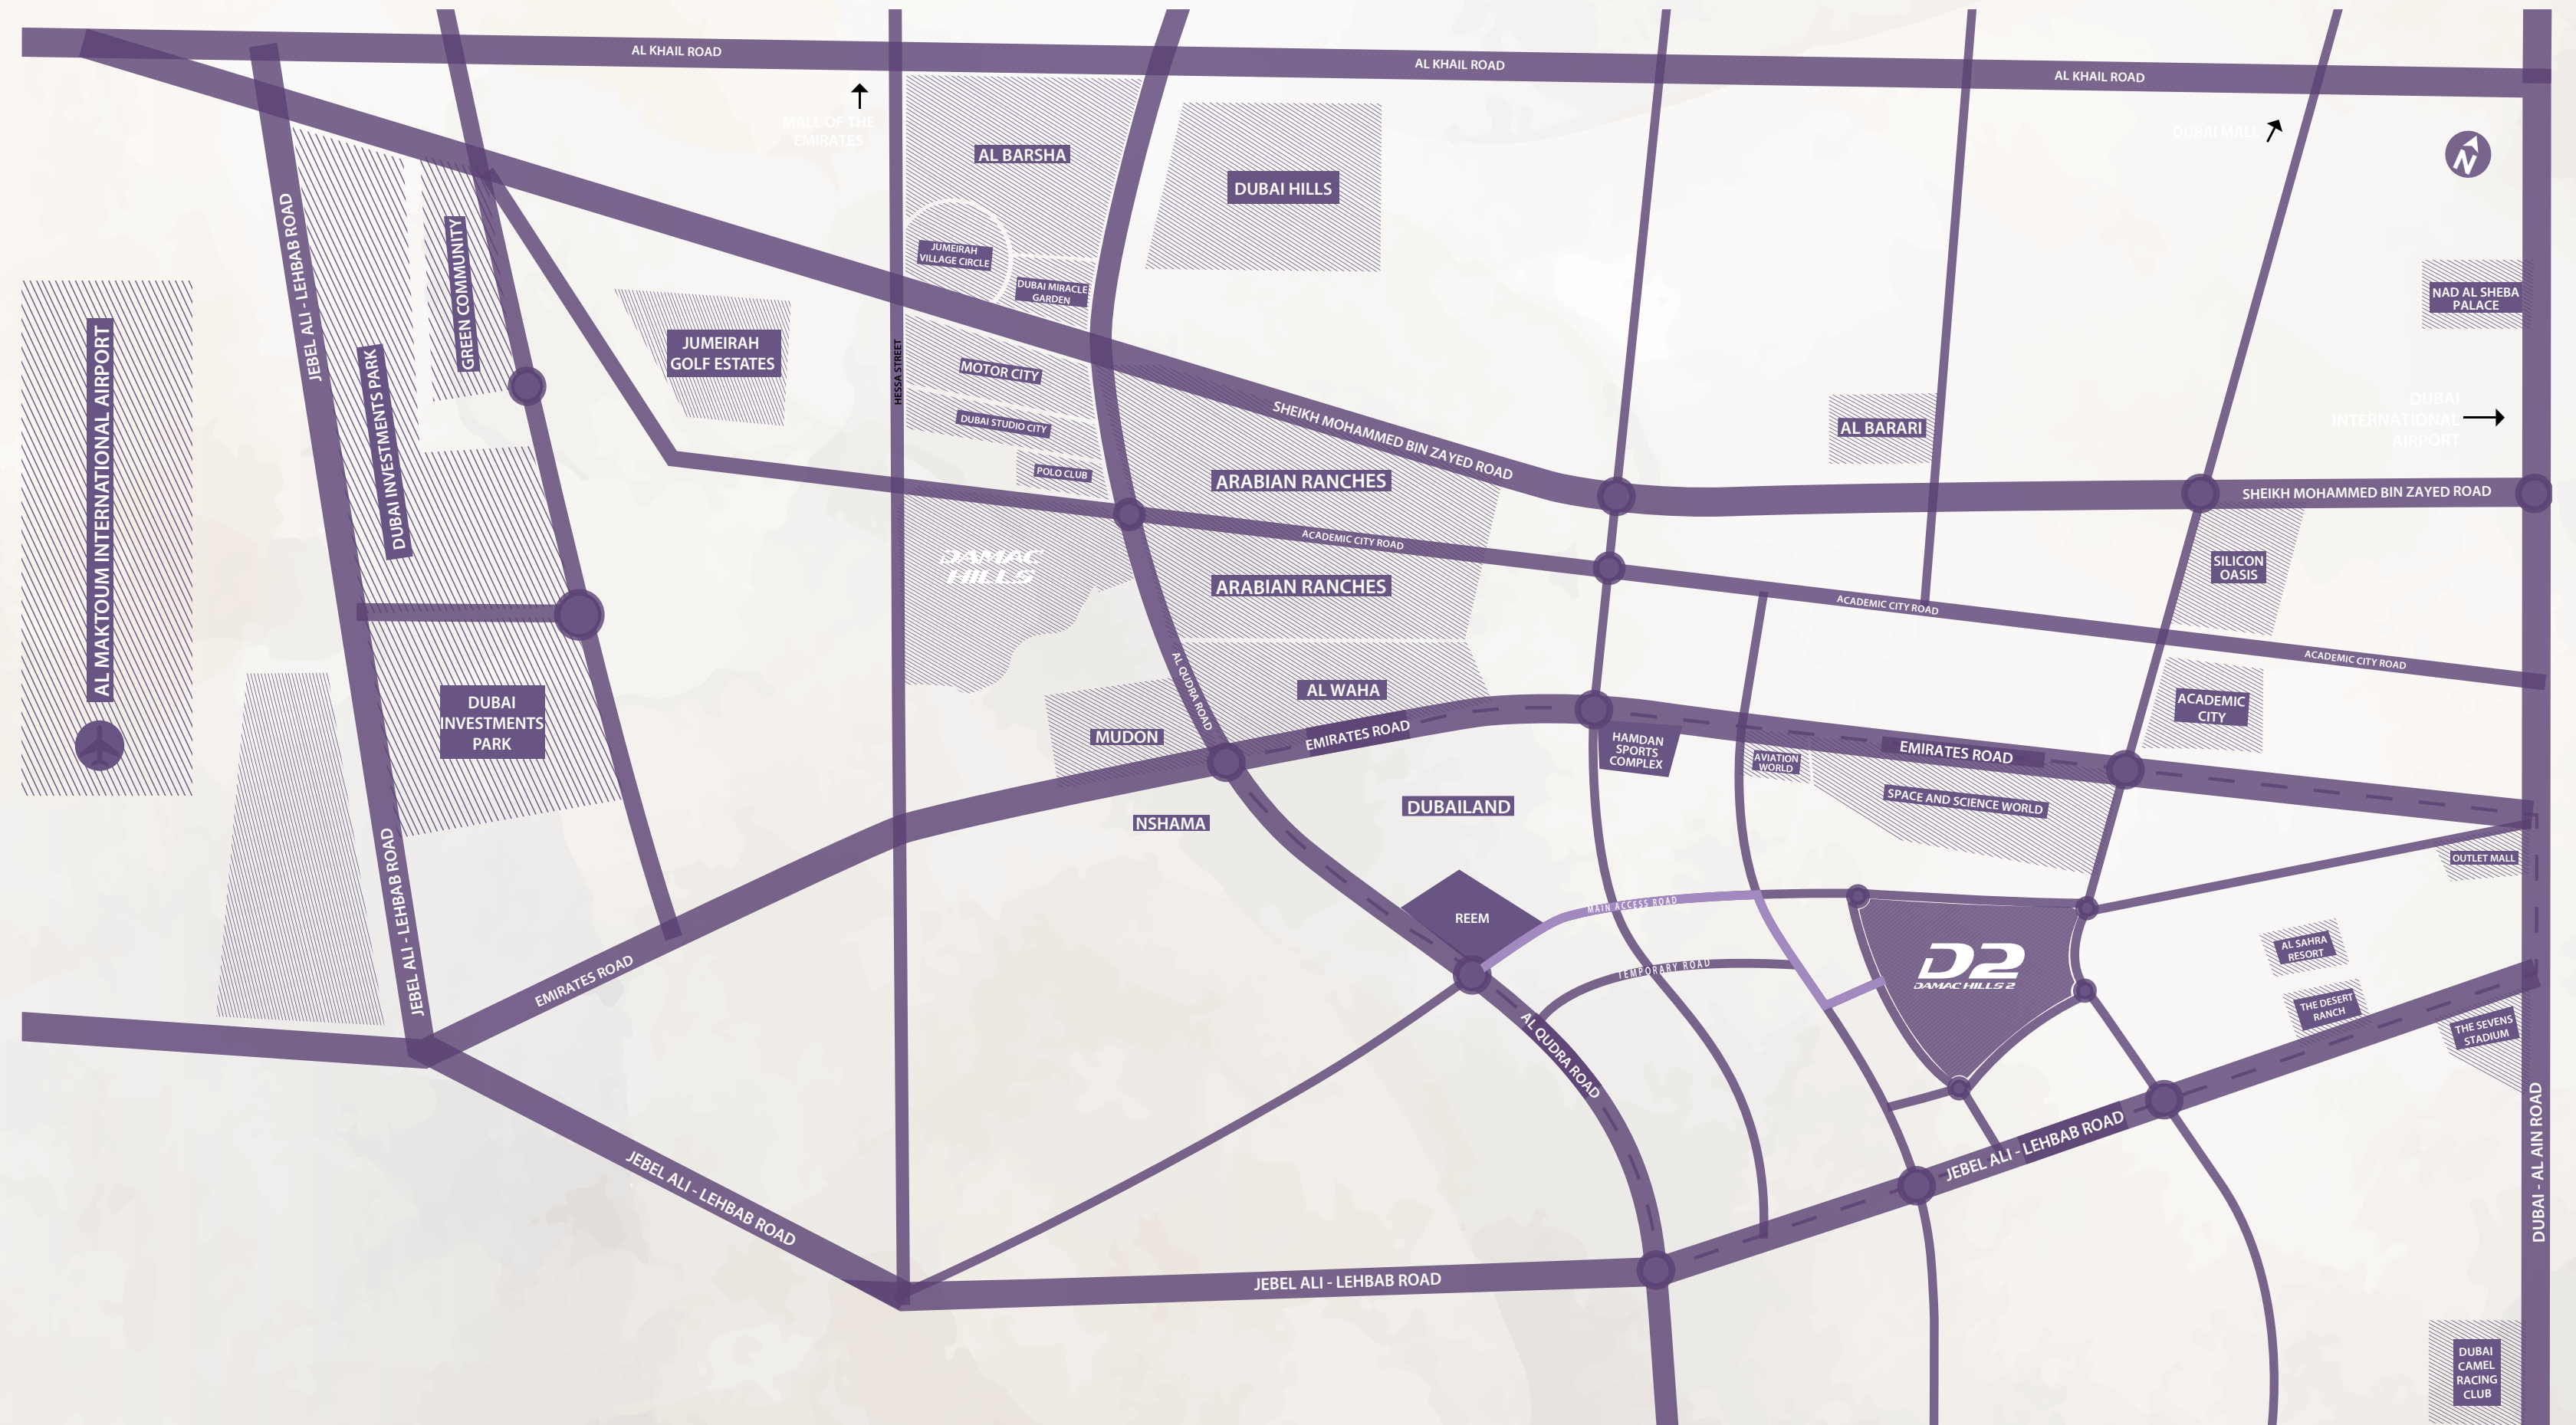 AL KHAIL ROAD
AL KHAIL ROAD
AL KHAIL ROAD
MALL OF THE
EMIRATES
DUBAI MALL
N
AL BARSHA
DUBAI HILLS
JEBEL ALI - LEHBAB ROAD
GREEN COMMUNITY
JUMEIRAH
VILLAGE CIRCLE
DUBAI MIRACLE
GARDEN
NAD AL SHEBA
PALACE
AL MAKTOUM INTERNATIONAL AIRPORT
DUBAI INVESTMENTS PARK
JUMEIRAH
GOLF ESTATES
HESSA STREET
MOTOR CITY
DUBAI STUDIO CITY
POLO CLUB
SHEIKH MOHAMMED BIN ZAYED ROAD
AL BARARI
DUBAI
INTERNATIONAL
AIRPORT
ARABIAN RANCHES
SHEIKH MOHAMMED BIN ZAYED ROAD
ACADEMIC CITY ROAD
DAMAC
HILLS
ARABIAN RANCHES
SILICON
OASIS
ACADEMIC CITY ROAD
ACADEMIC CITY ROAD
DUBAI
INVESTMENTS
PARK
AL QUDRA ROAD
AL WAHA
ACADEMIC
CITY
MUDON
EMIRATES ROAD
HAMDAN
SPORTS
COMPLEX
AVIATION
WORLD
EMIRATES ROAD
SPACE AND SCIENCE WORLD
NSHAMA
DUBAILAND
OUTLET MALL
JEBEL ALI - LEHBAB ROAD
EMIRATES ROAD
REEM
MAIN ACCESS ROAD
TEMPORARY ROAD
D2
DAMAC HILLS 2
AL SAHRA
RESORT
THE DESERT
RANCH
THE SEVENS
STADIUM
AL QUDRA ROAD
JEBEL ALI - LEHBAB ROAD
JEBEL ALI - LEHBAB ROAD
JEBEL ALI - LEHBAB ROAD
DUBAI - AL AIN ROAD
DUBAI
CAMEL
RACING
CLUB